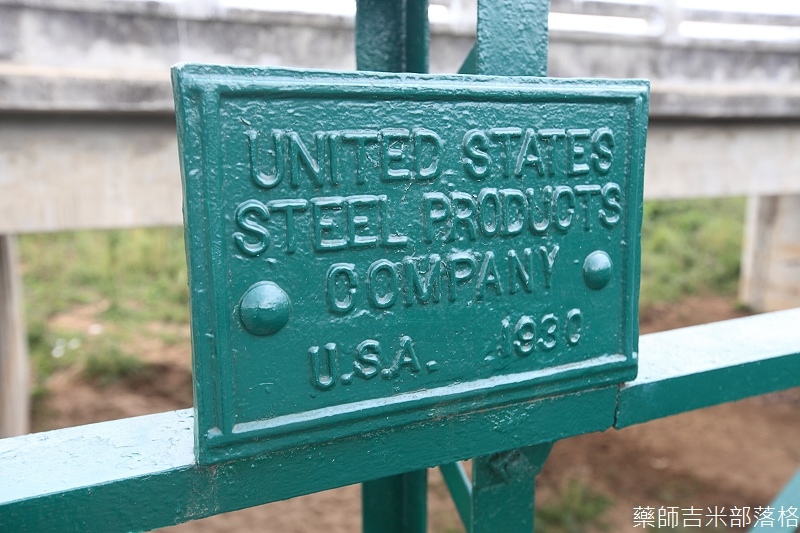 UNITED STATES
STEEL PRODUCTS
COMPANY
U.S.A. 1930
藥師吉米部落格